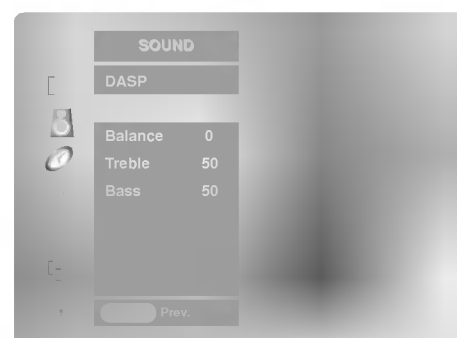 SOUND
DASP
Balance 0
Treble 50
Bass 50
Prev.